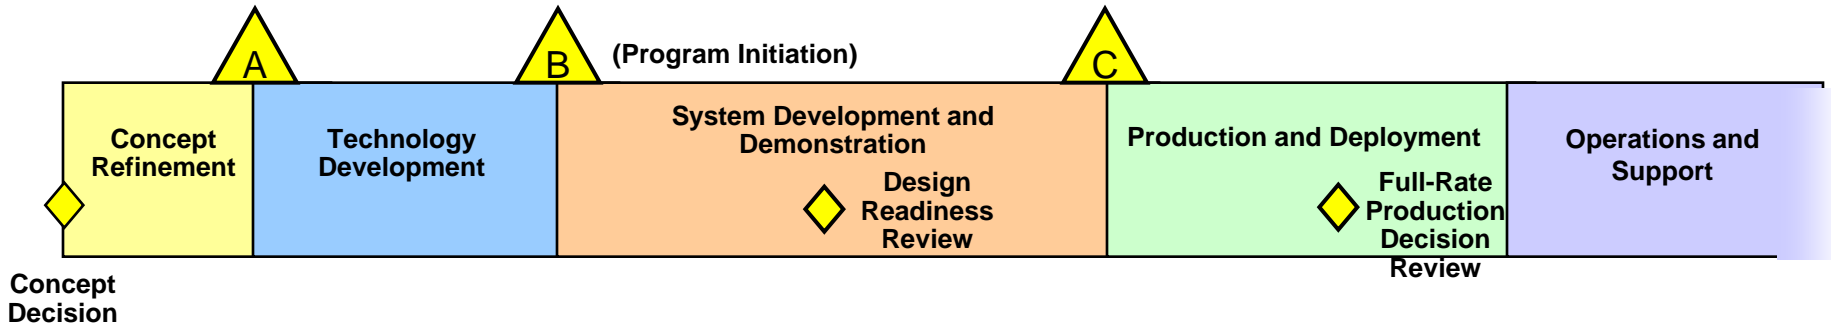 A
B
(Program Initiation)
C
Concept
Refinement
Technology
Development
System Development and
Demonstration
Design
Readiness
Review
Production and Deployment
Full-Rate
Production
Decision
Review
Operations and
Support
Concept
Decision